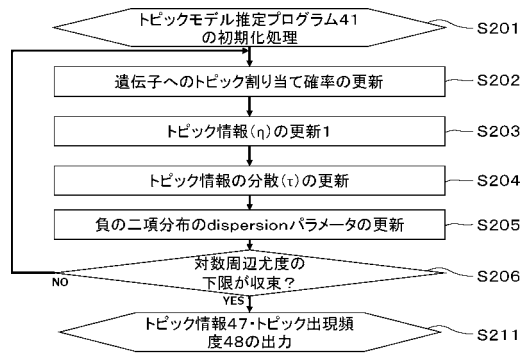 トピックモデル推定プログラム41
の初期化処理
S201
遺伝子へのトピック割り当て確率の更新
S202
トピック情報(η)の更新1
S203
トピック情報の分散(τ)の更新
S204
負の二項分布のdispersionパラメータの更新
S205
対数周辺尤度の
下限が収束?
S206
NO
YES
トピック情報47・トピック出現頻
度48の出力
S211